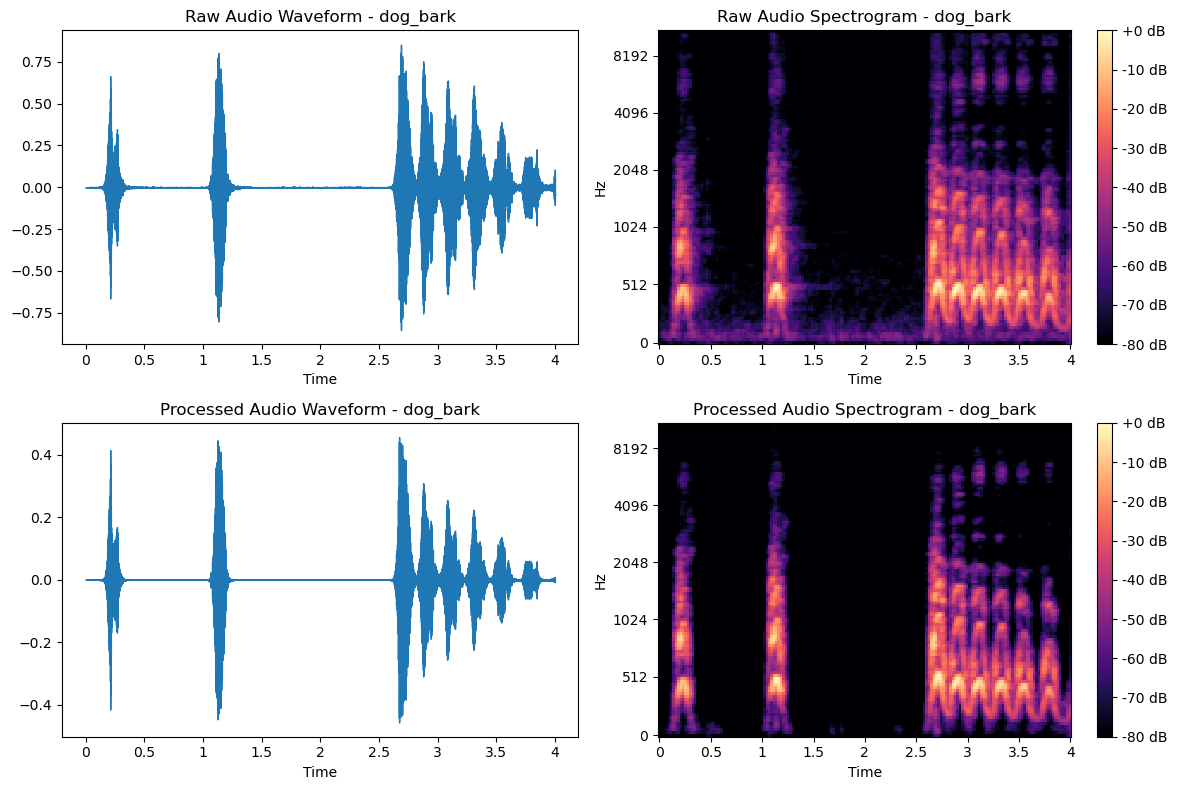 Raw Audio Waveform - dog_bark
0.75
0.50
0.25
0.00
−0.25
−0.50
−0.75
0 0.5 1 1.5 2 2.5 3 3.5 4
Time
Raw Audio Spectrogram - dog_bark
Hz
8192
4096
2048
1024
512
0
0 0.5 1 1.5 2 2.5 3 3.5 4
Time
+0 dB
-10 dB
-20 dB
-30 dB
-40 dB
-50 dB
-60 dB
-70 dB
-80 dB
Processed Audio Waveform - dog_bark
0.4
0.2
0.0
−0.2
−0.4
0 0.5 1 1.5 2 2.5 3 3.5 4
Time
Processed Audio Spectrogram - dog_bark
Hz
8192
4096
2048
1024
512
0
0 0.5 1 1.5 2 2.5 3 3.5 4
Time
+0 dB
-10 dB
-20 dB
-30 dB
-40 dB
-50 dB
-60 dB
-70 dB
-80 dB